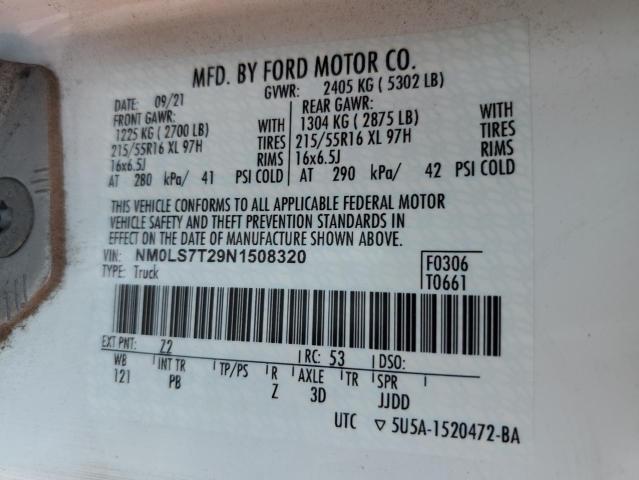 MFD. BY FORD MOTOR CO.
DATE: 09/21 GVWR: 2405 KG ( 5302 LB)
FRONT GAWR: REAR GAWR:
1225 KG ( 2700 LB) WITH 1304 KG ( 2875 LB) WITH
215/55R16 XL 97H TIRES 215/55R16 XL 97H TIRES
16x6.5J RIMS 16x6.5J RIMS
AT 280 kPa/ 41 PSI COLD AT 290 kPa/ 42 PSI COLD
THIS VEHICLE CONFORMS TO ALL APPLICABLE FEDERAL MOTOR
VEHICLE SAFETY AND THEFT PREVENTION STANDARDS IN
EFFECT ON THE DATE OF MANUFACTURE SHOWN ABOVE.
VIN: NM0LS7T29N1508320 F0306
TYPE: Truck T0661
EXT PNT: Z2 RC: 53 DSO:
WB INT TR TP/PS R AXLE TR SPR
121 PB Z 3D JJDD
UTC ▽ 5U5A-1520472-BA